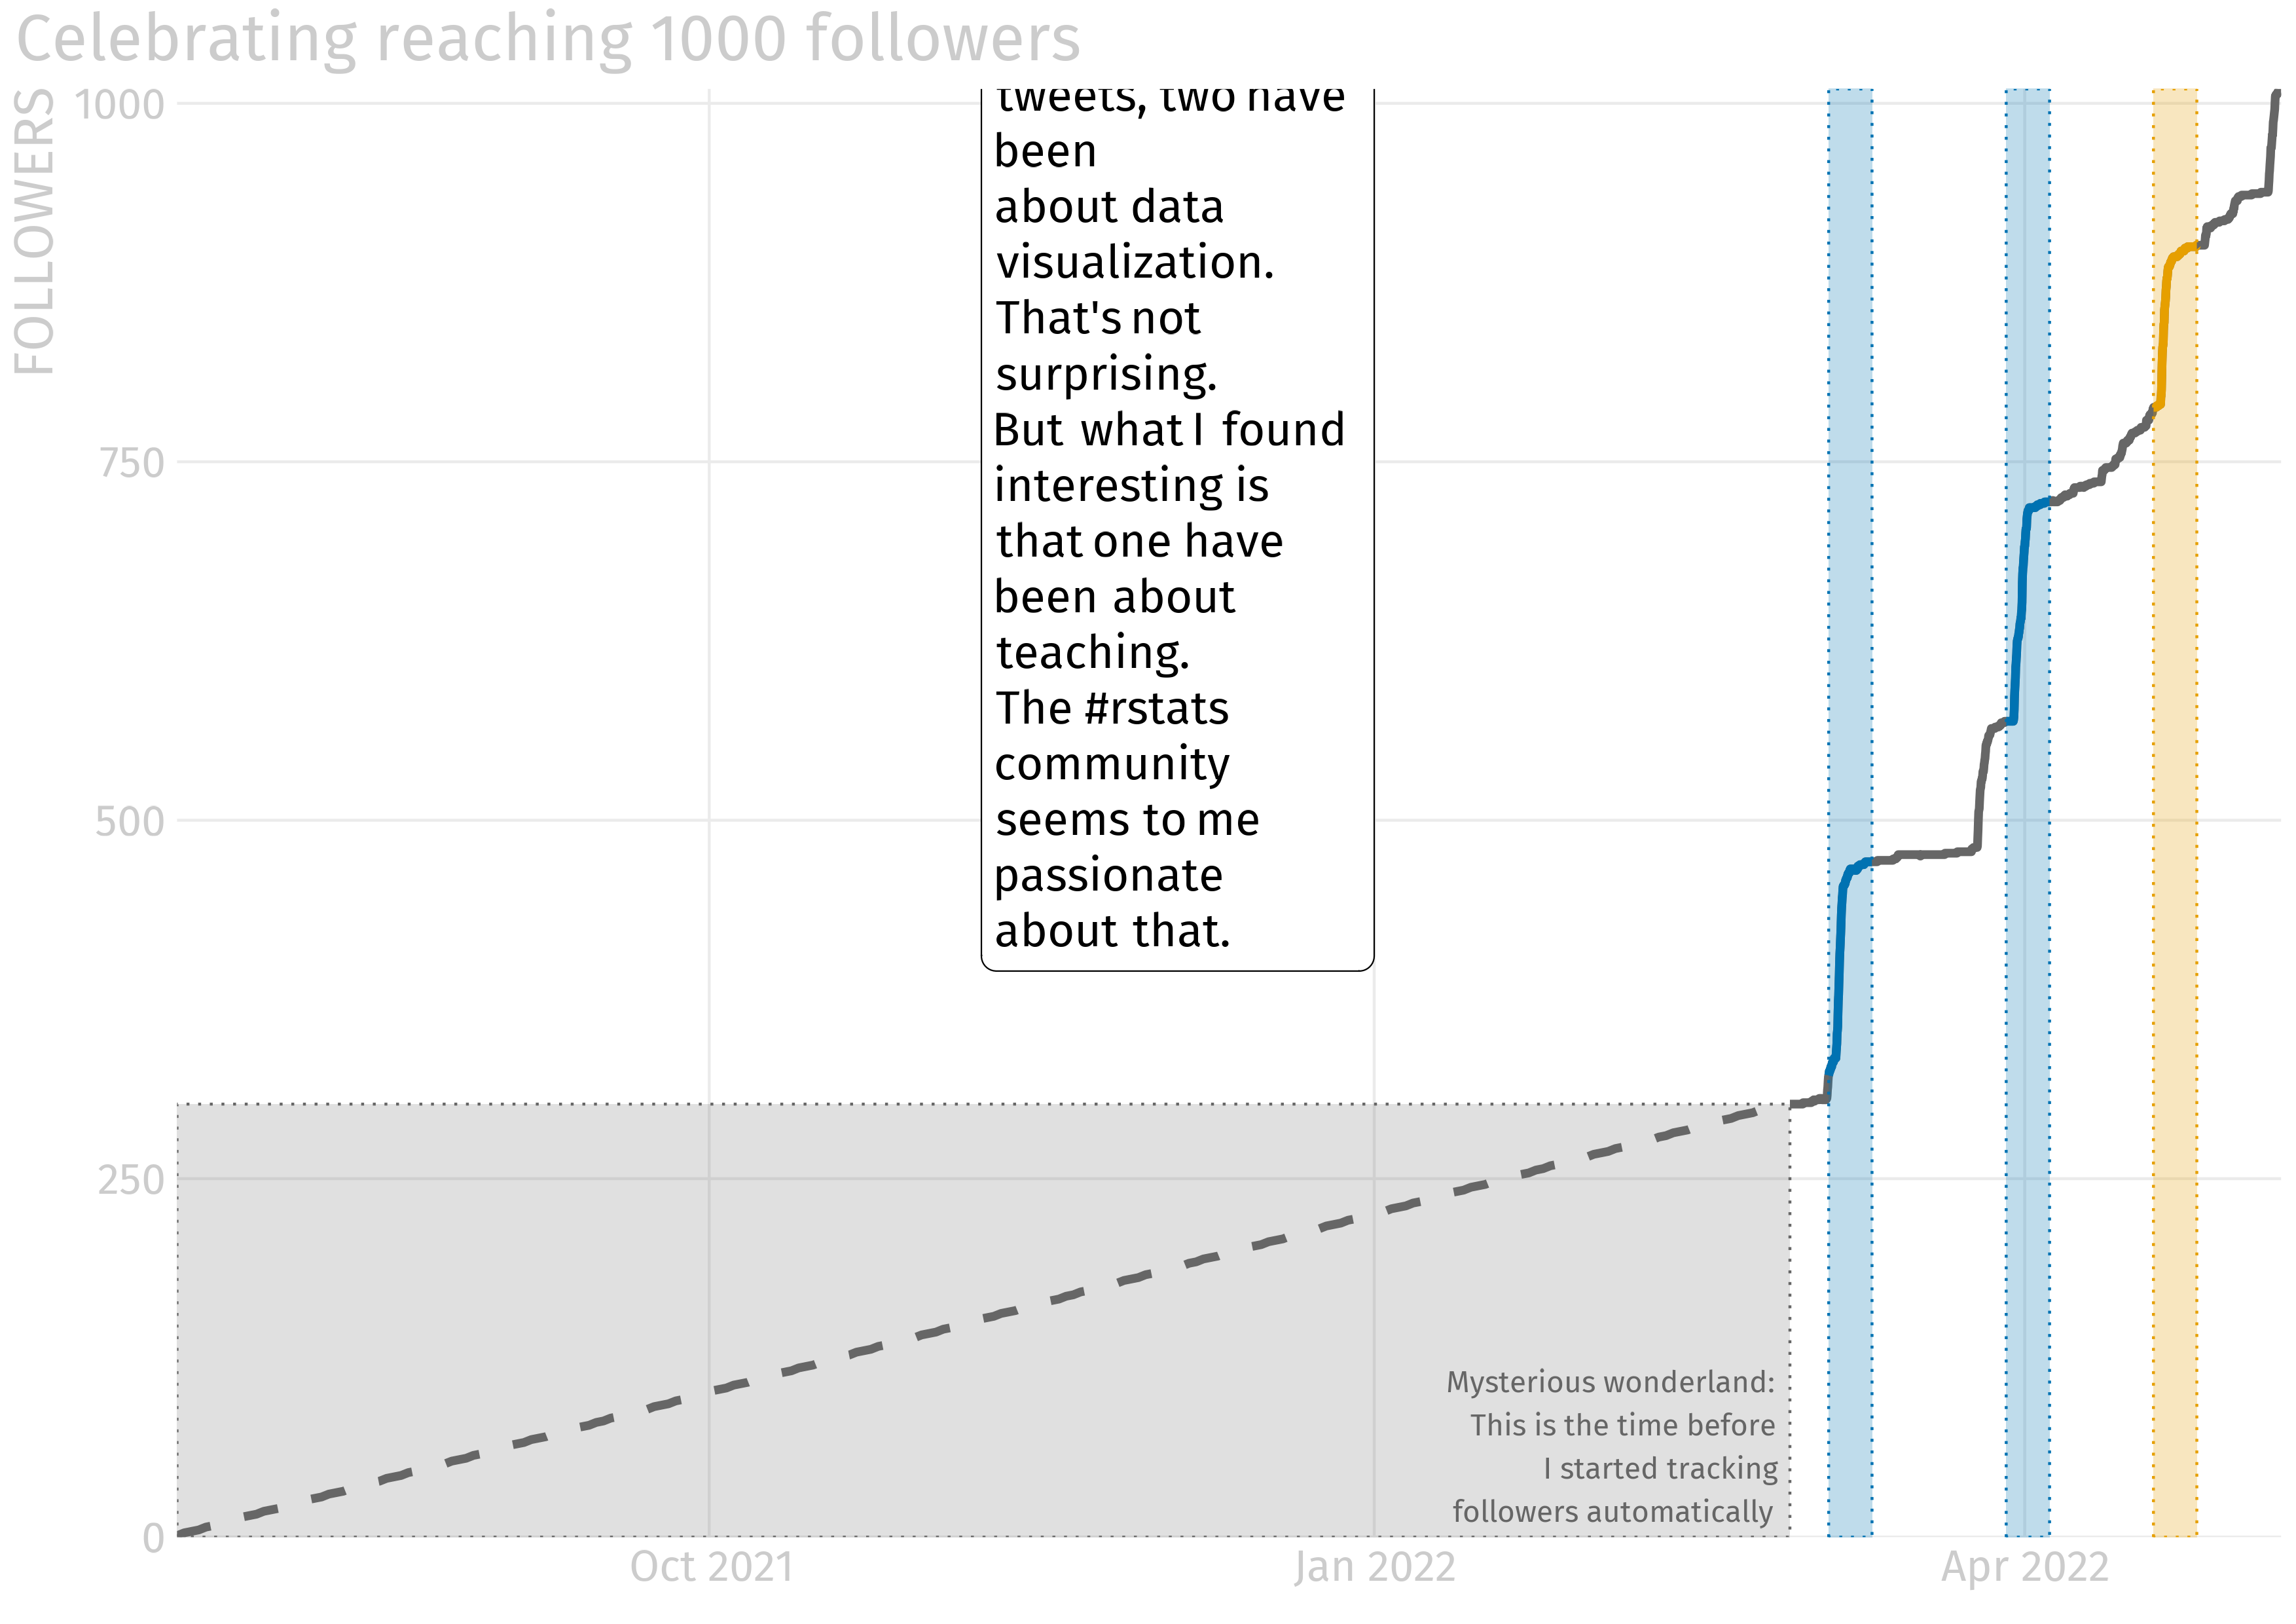 Celebrating reaching 1000 followers
FOLLOWERS
1000
750
500
250
0
tweets, two have
been
about data
visualization.
That's not
surprising.
But what I found
interesting is
that one have
been about
teaching.
The #rstats
community
seems to me
passionate
about that.
Mysterious wonderland:
This is the time before
I started tracking
followers automatically
Oct 2021
Jan 2022
Apr 2022